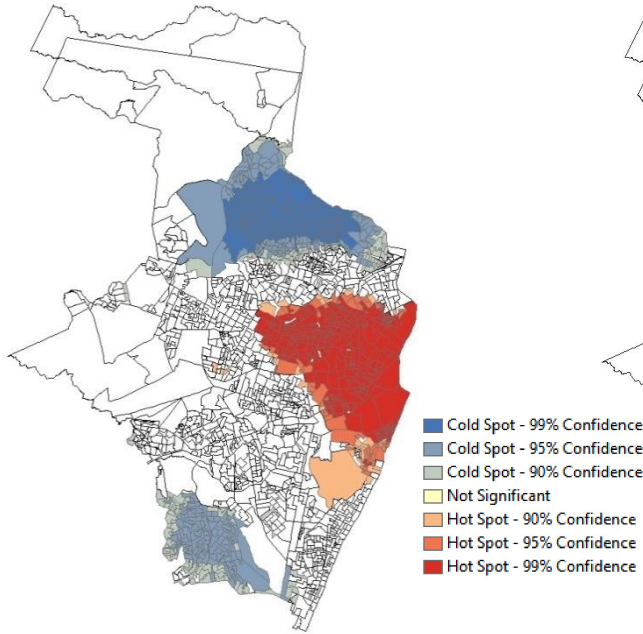 Cold Spot - 99% Confidence
Cold Spot - 95% Confidence
Cold Spot - 90% Confidence
Not Significant
Hot Spot - 90% Confidence
Hot Spot - 95% Confidence
Hot Spot - 99% Confidence